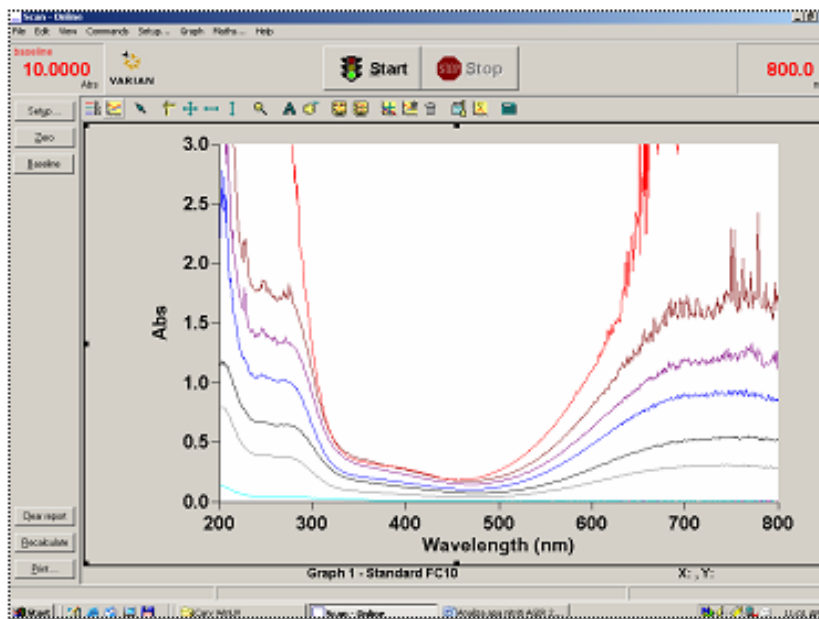 Scan - Online
File Edit View Commands Setup... Graph Maths... Help
baseline
10.0000
Abs
VARIAN
Start
STOP Stop
800.0
Setup...
Zero
Baseline
Clear report
Recalculate
Print...
3.0
2.5
2.0
1.5
1.0
0.5
0.0
Abs
200 300 400 500 600 700 800
Wavelength (nm)
Graph 1 - Standard FC10 X: , Y:
Start Scan - Online